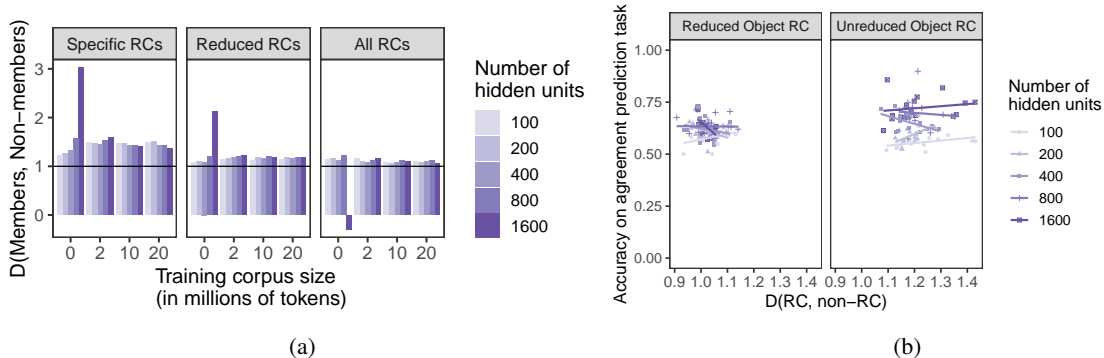 Specific RCs
Reduced RCs
All RCs
D(Members, Non−members)
3
2
1
0
0 2 10 20
0 2 10 20
0 2 10 20
Training corpus size
(in millions of tokens)
Number of
hidden units
100
200
400
800
1600
(a)
Reduced Object RC
Unreduced Object RC
Accuracy on agreement prediction task
1.00
0.75
0.50
0.25
0.00
0.9 1.0 1.1 1.2 1.3 1.4
0.9 1.0 1.1 1.2 1.3 1.4
D(RC, non−RC)
Number of
hidden units
100
200
400
800
1600
(b)